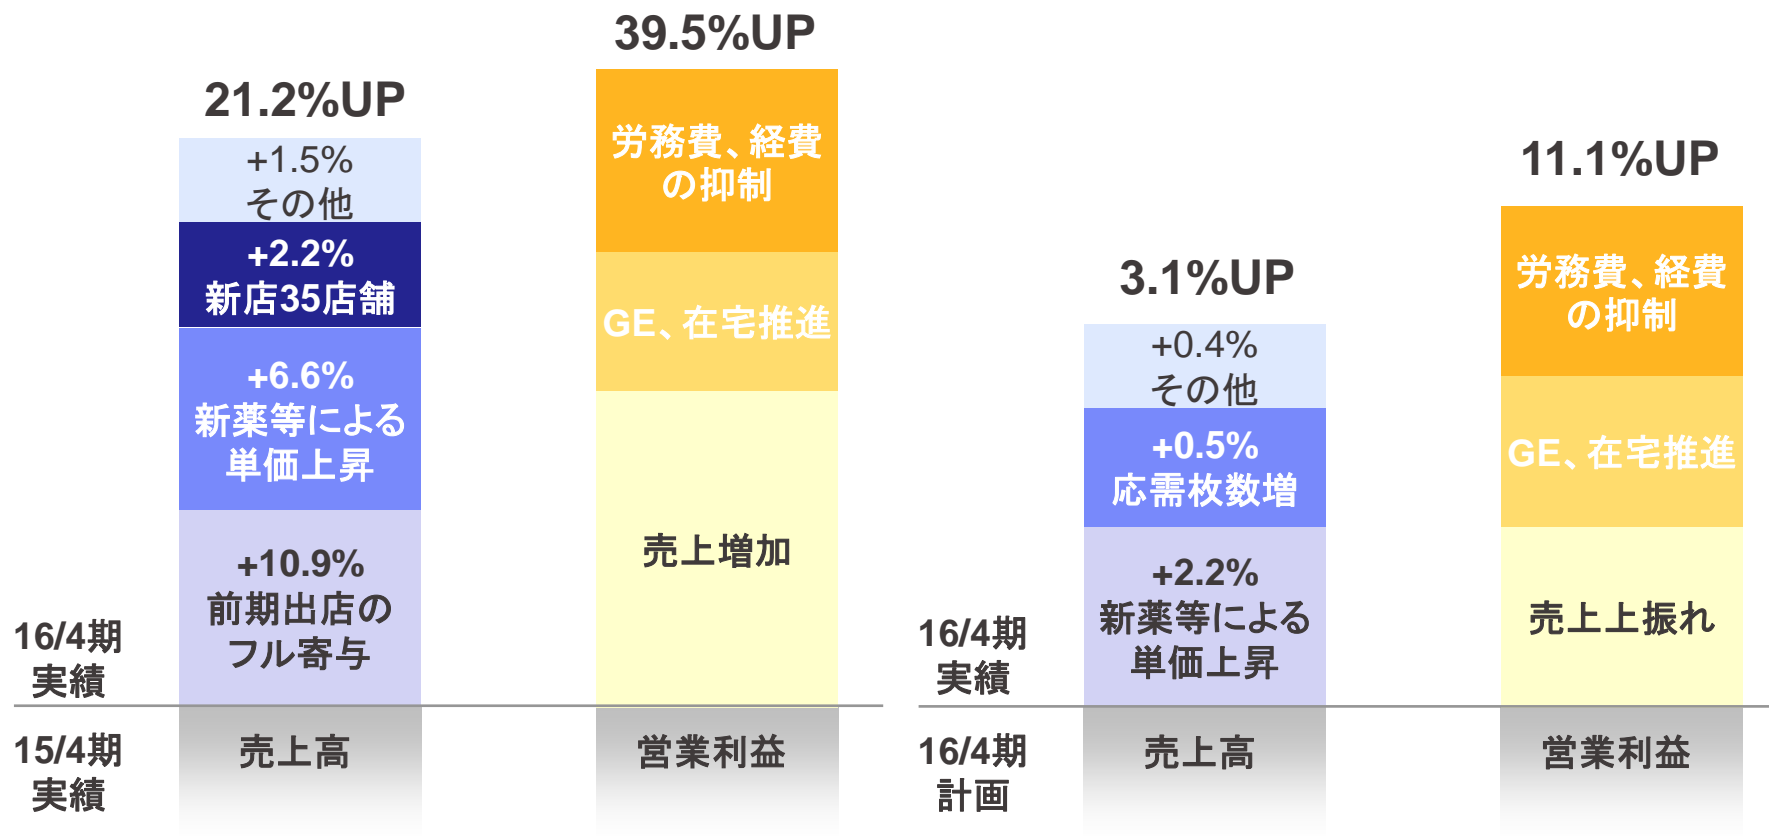 21.2%UP
+1.5%
その他
+2.2%
新店35店舗
+6.6%
新薬等による
単価上昇
+10.9%
前期出店の
フル寄与
39.5%UP
労務費、経費
の抑制
GE、在宅推進
売上増加
16/4期
実績
15/4期
実績
売上高
営業利益
3.1%UP
+0.4%
その他
+0.5%
応需枚数増
+2.2%
新薬等による
単価上昇
11.1%UP
労務費、経費
の抑制
GE、在宅推進
売上上振れ
16/4期
実績
16/4期
計画
売上高
営業利益